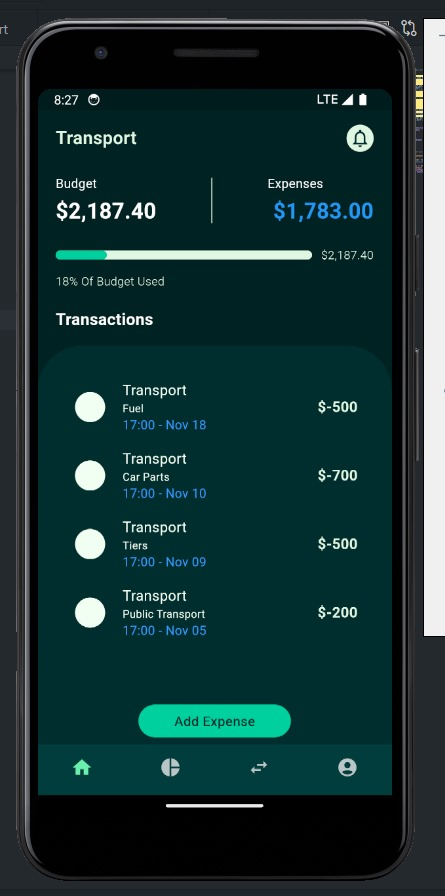 rt
8:27 LTE
Transport
Budget
Expenses
$2,187.40
$1,783.00
$2,187.40
18% Of Budget Used
Transactions
Transport
Fuel
17:00 - Nov 18
$-500
Transport
Car Parts
17:00 - Nov 10
$-700
Transport
Tiers
17:00 - Nov 09
$-500
Transport
Public Transport
17:00 - Nov 05
$-200
Add Expense